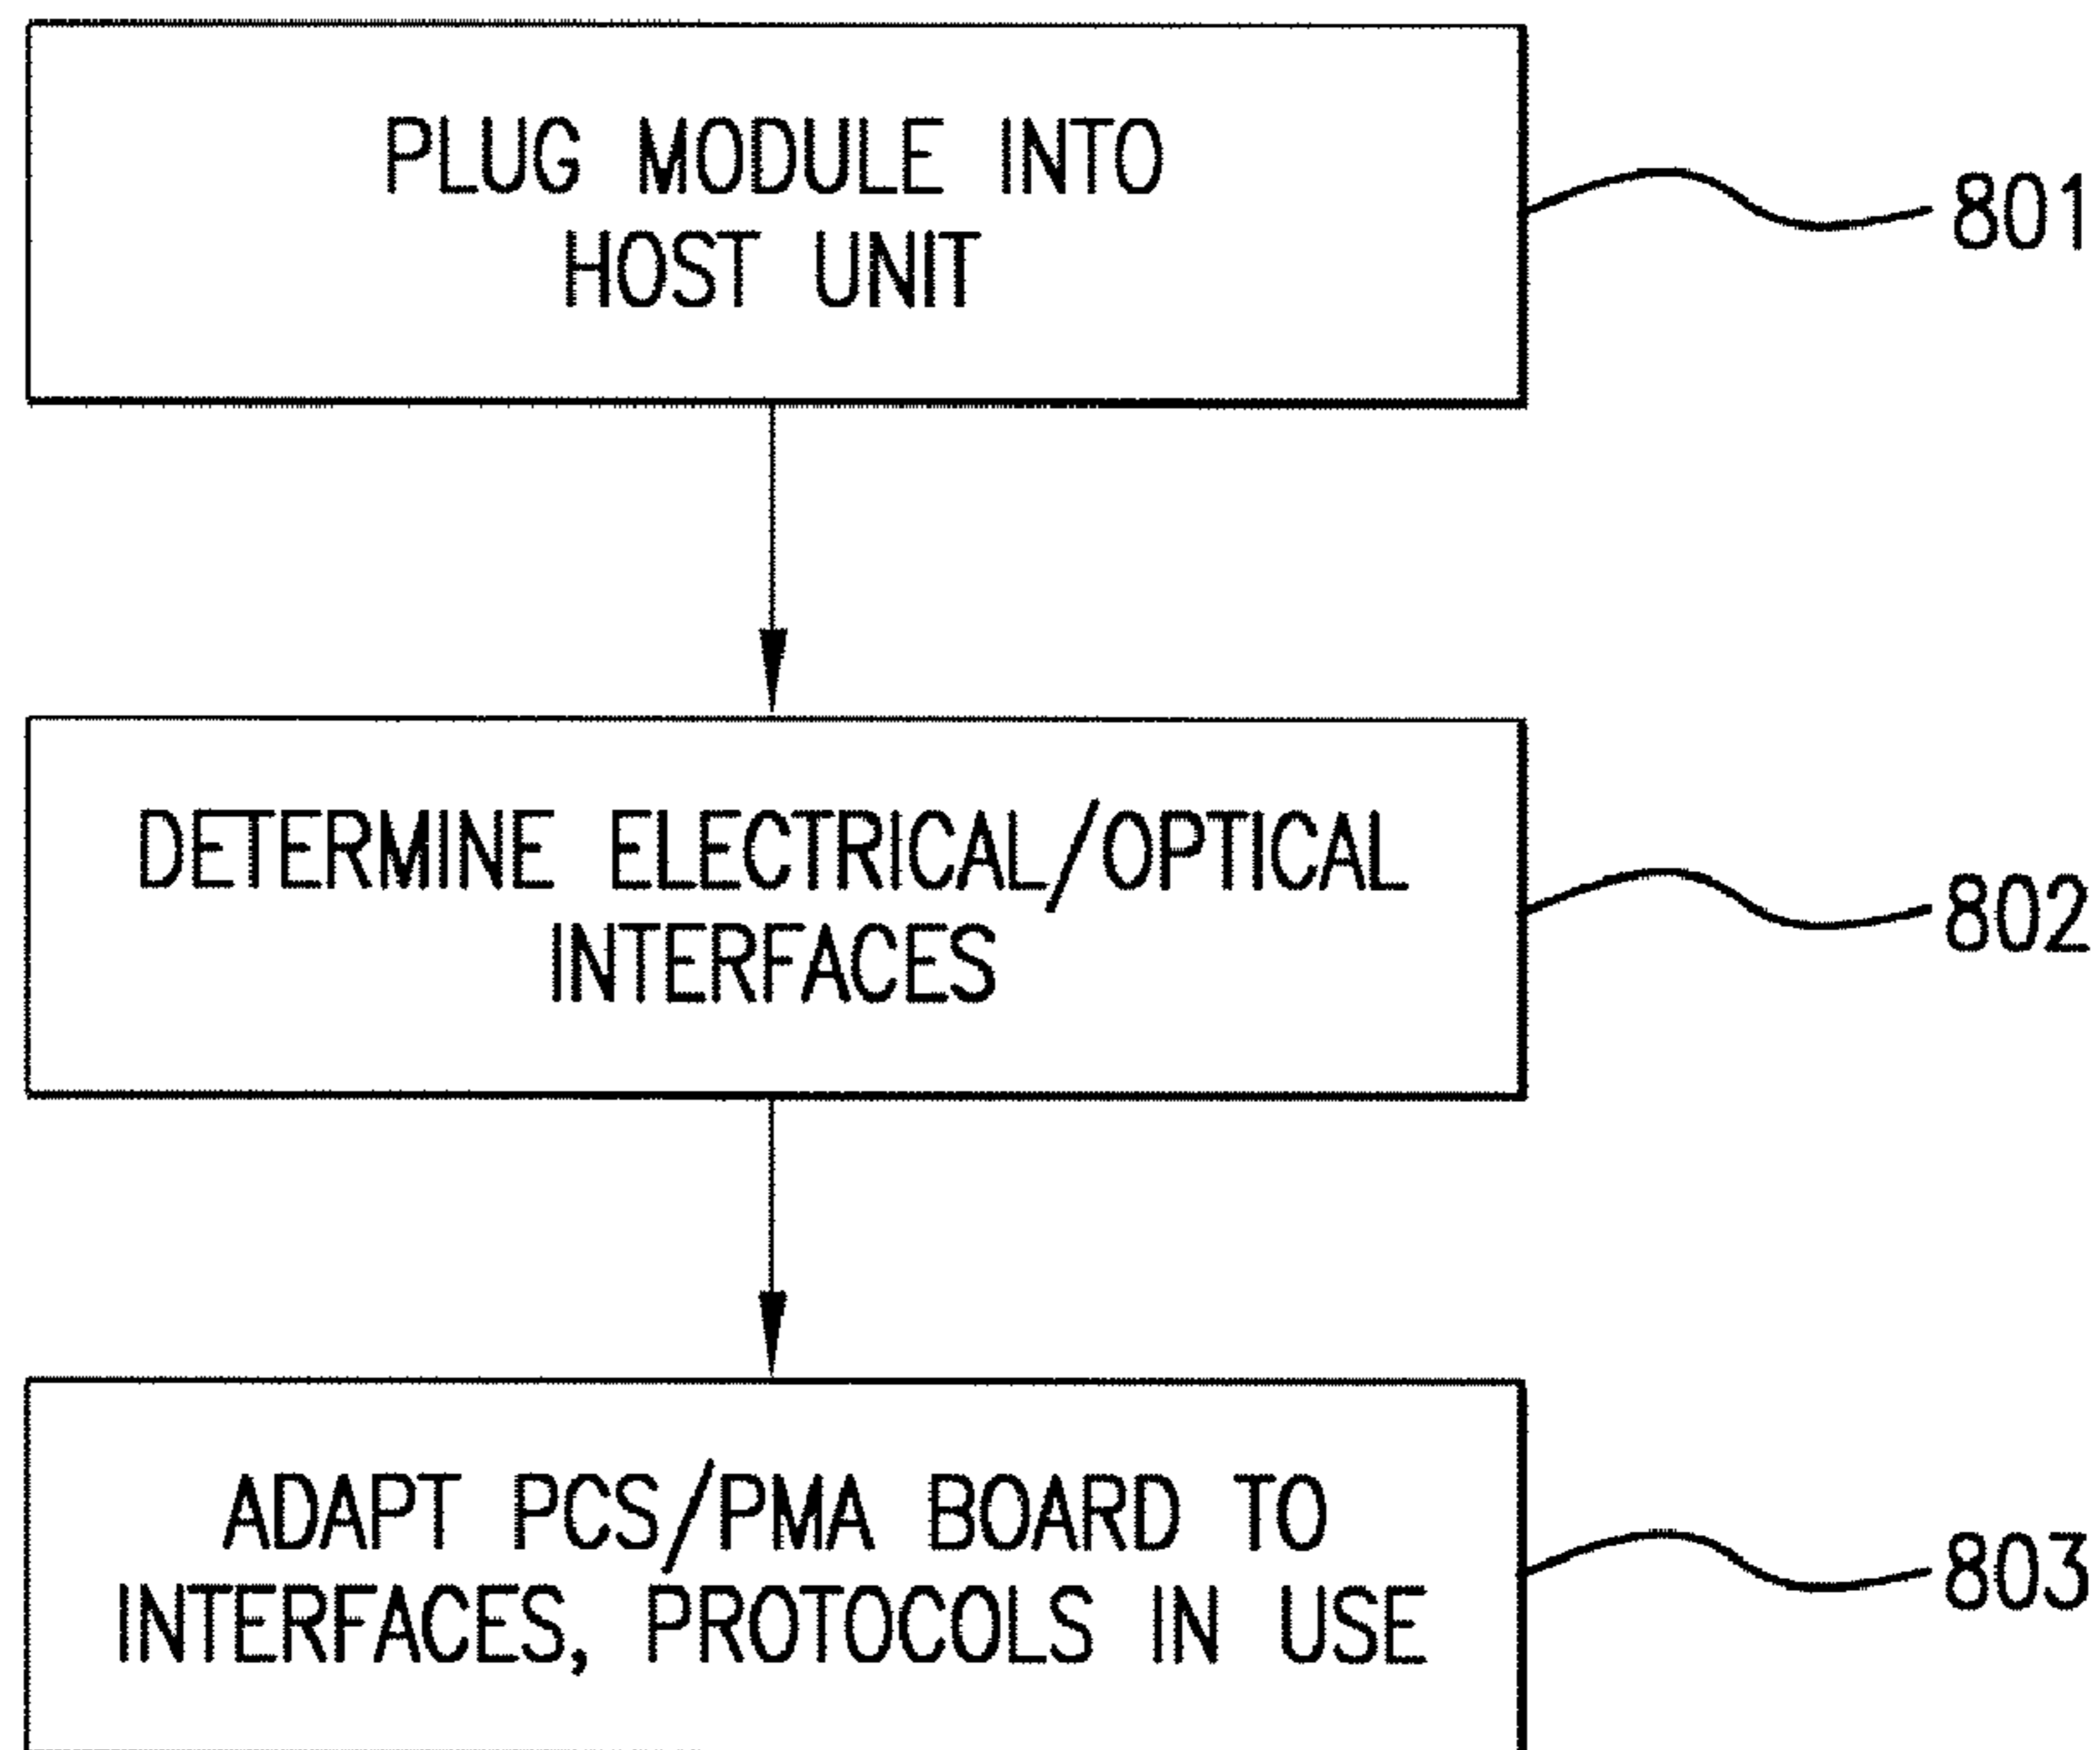 PLUG MODULE INTO
HOST UNIT
801
DETERMINE ELECTRICAL/OPTICAL
INTERFACES
802
ADAPT PCS/PMA BOARD TO
INTERFACES, PROTOCOLS IN USE
803